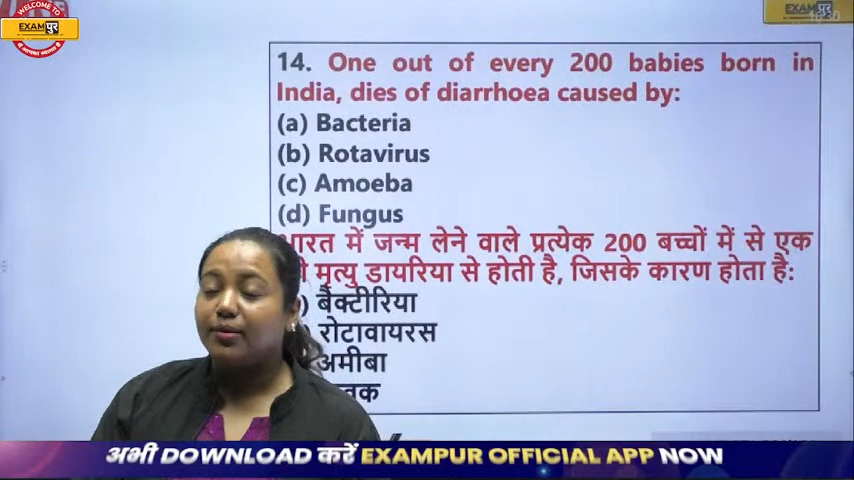 WELCOME TO
EXAMपुर
EXAMपुर
14. One out of every 200 babies born in
India, dies of diarrhoea caused by:
(a) Bacteria
(b) Rotavirus
(c) Amoeba
(d) Fungus
भारत में जन्म लेने वाले प्रत्येक 200 बच्चों में से एक
मृत्यु डायरिया से होती है, जिसके कारण होता है:
बैक्टीरिया
रोटावायरस
अमीबा
अभी DOWNLOAD करें EXAMPUR OFFICIAL APP NOW